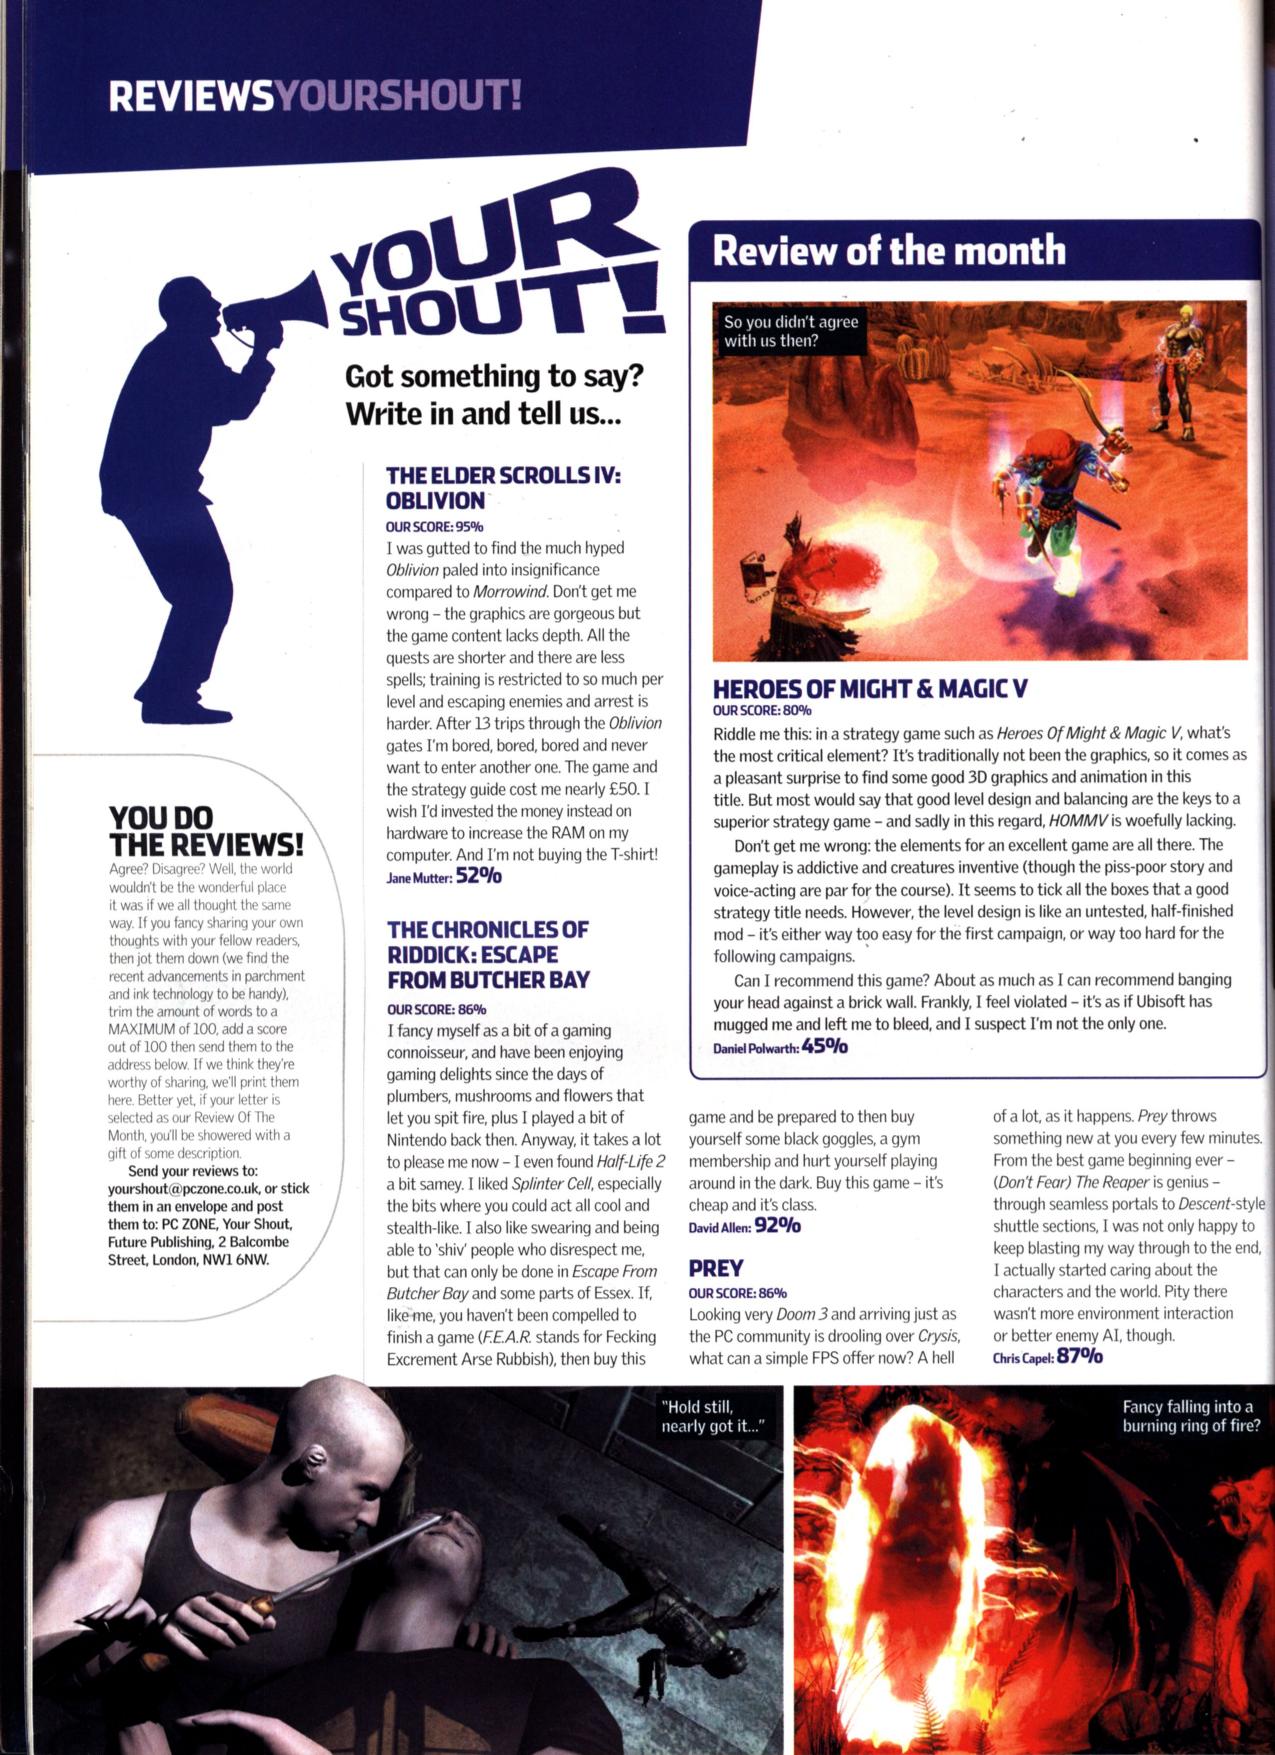 REVIEWSYOURSHOUT!
YOUR
SHOUT!
Got something to say?
Write in and tell us...
YOU DO
THE REVIEWS!
Agree? Disagree? Well, the world
wouldn't be the wonderful place
it was if we all thought the same
way. If you fancy sharing your own
thoughts with your fellow readers,
then jot them down (we find the
recent advancements in parchment
and ink technology to be handy),
trim the amount of words to a
MAXIMUM of 100, add a score
out of 100 then send them to the
address below. If we think they're
worthy of sharing, we'll print them
here. Better yet, if your letter is
selected as our Review Of The
Month, you'll be showered with a
gift of some description.
Send your reviews to:
yourshout@pczone.co.uk, or stick
them in an envelope and post
them to: PC ZONE, Your Shout,
Future Publishing, 2 Balcombe
Street, London, NW1 6NW.
THE ELDER SCROLLS IV:
OBLIVION
OUR SCORE: 95%
I was gutted to find the much hyped
Oblivion paled into insignificance
compared to Morrowind. Don't get me
wrong – the graphics are gorgeous but
the game content lacks depth. All the
quests are shorter and there are less
spells; training is restricted to so much per
level and escaping enemies and arrest is
harder. After 13 trips through the Oblivion
gates I'm bored, bored, bored and never
want to enter another one. The game and
the strategy guide cost me nearly £50. I
wish I'd invested the money instead on
hardware to increase the RAM on my
computer. And I'm not buying the T-shirt!
Jane Mutter: 52%
THE CHRONICLES OF
RIDDICK: ESCAPE
FROM BUTCHER BAY
OUR SCORE: 86%
I fancy myself as a bit of a gaming
connoisseur, and have been enjoying
gaming delights since the days of
plumbers, mushrooms and flowers that
let you spit fire, plus I played a bit of
Nintendo back then. Anyway, it takes a lot
to please me now – I even found Half-Life 2
a bit samey. I liked Splinter Cell, especially
the bits where you could act all cool and
stealth-like. I also like swearing and being
able to 'shiv' people who disrespect me,
but that can only be done in Escape From
Butcher Bay and some parts of Essex. If,
like me, you haven't been compelled to
finish a game (F.E.A.R. stands for Fecking
Excrement Arse Rubbish), then buy this
game and be prepared to then buy
yourself some black goggles, a gym
membership and hurt yourself playing
around in the dark. Buy this game – it's
cheap and it's class.
David Allen: 92%
PREY
OUR SCORE: 86%
Looking very Doom 3 and arriving just as
the PC community is drooling over Crysis,
what can a simple FPS offer now? A hell
of a lot, as it happens. Prey throws
something new at you every few minutes.
From the best game beginning ever –
(Don't Fear) The Reaper is genius –
through seamless portals to Descent-style
shuttle sections, I was not only happy to
keep blasting my way through to the end,
I actually started caring about the
characters and the world. Pity there
wasn't more environment interaction
or better enemy AI, though.
Chris Capel: 87%
Review of the month
So you didn't agree
with us then?
HEROES OF MIGHT & MAGIC V
OUR SCORE: 80%
Riddle me this: in a strategy game such as Heroes Of Might & Magic V, what's
the most critical element? It's traditionally not been the graphics, so it comes as
a pleasant surprise to find some good 3D graphics and animation in this
title. But most would say that good level design and balancing are the keys to a
superior strategy game – and sadly in this regard, HOMMV is woefully lacking.
Don't get me wrong: the elements for an excellent game are all there. The
gameplay is addictive and creatures inventive (though the piss-poor story and
voice-acting are par for the course). It seems to tick all the boxes that a good
strategy title needs. However, the level design is like an untested, half-finished
mod – it's either way too easy for the first campaign, or way too hard for the
following campaigns.
Can I recommend this game? About as much as I can recommend banging
your head against a brick wall. Frankly, I feel violated – it's as if Ubisoft has
mugged me and left me to bleed, and I suspect I'm not the only one.
Daniel Polwarth: 45%
"Hold still,
nearly got it..."
Fancy falling into a
burning ring of fire?